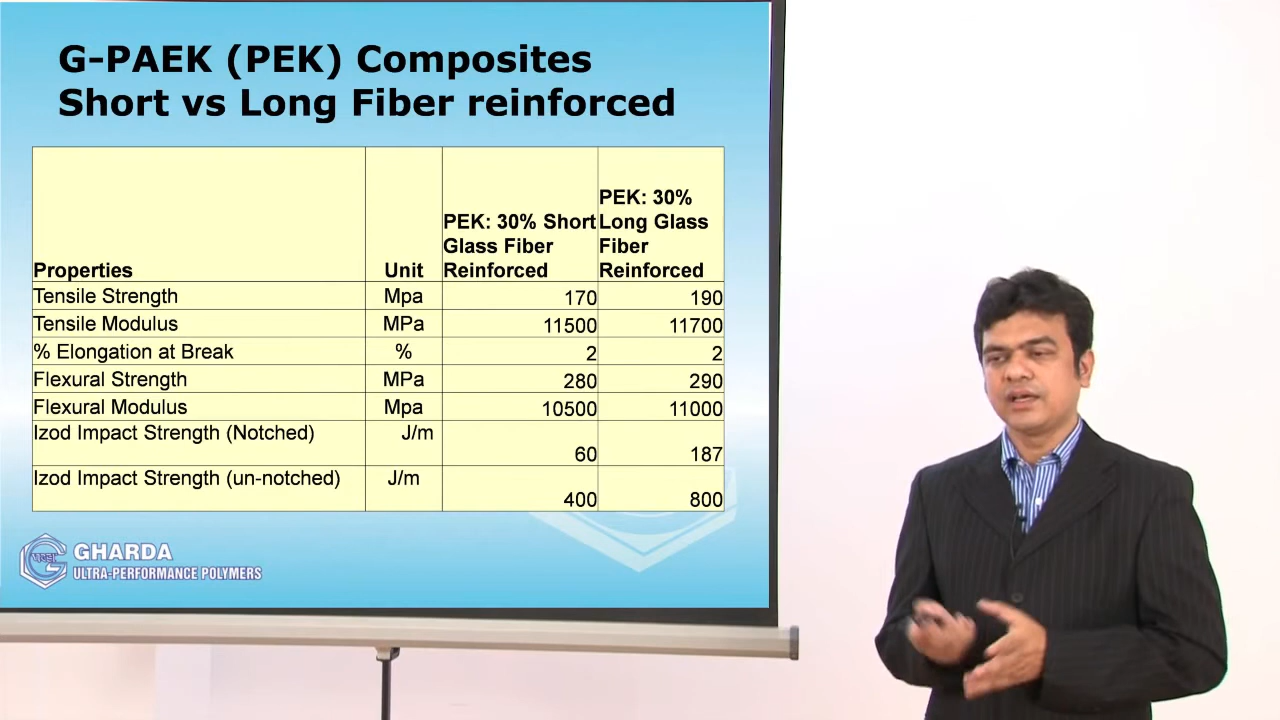 G-PAEK (PEK) Composites
Short vs Long Fiber reinforced
Properties Unit PEK: 30% Short Glass Fiber Reinforced PEK: 30% Long Glass Fiber Reinforced
Tensile Strength Mpa 170 190
Tensile Modulus MPa 11500 11700
% Elongation at Break % 2 2
Flexural Strength MPa 280 290
Flexural Modulus Mpa 10500 11000
Izod Impact Strength (Notched) J/m 60 187
Izod Impact Strength (un-notched) J/m 400 800
GHARDA
ULTRA-PERFORMANCE POLYMERS